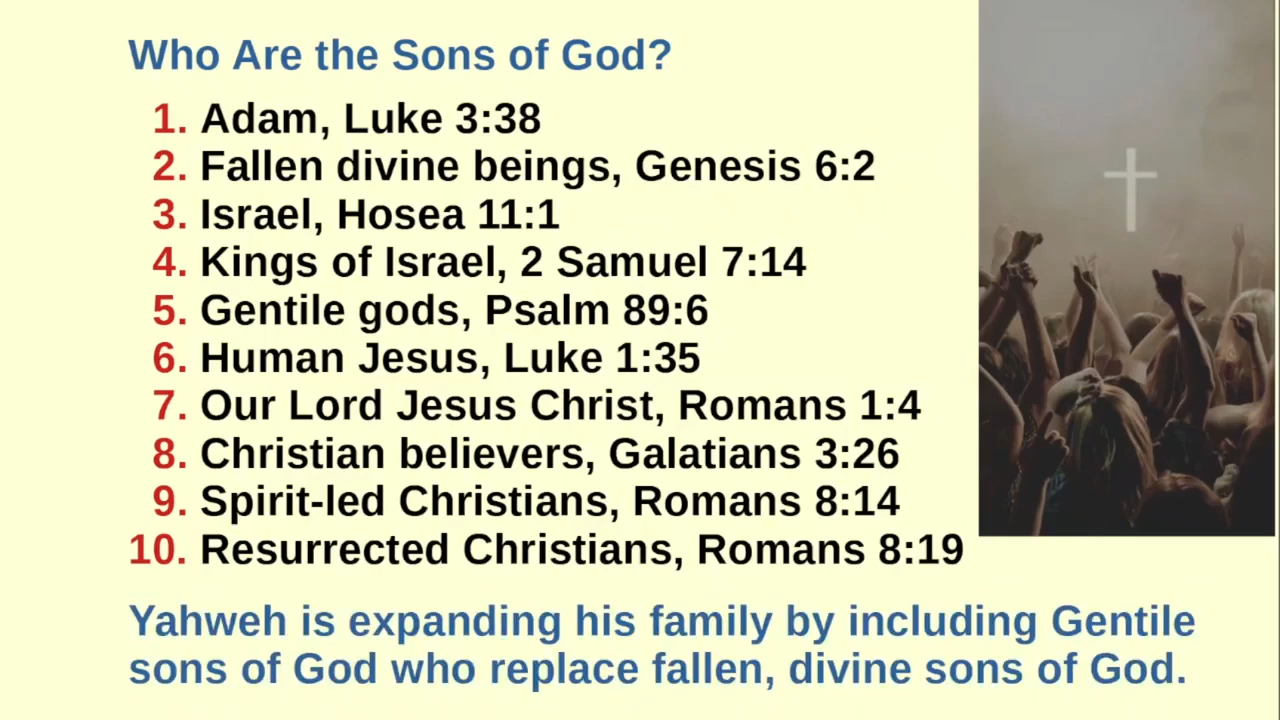 Who Are the Sons of God?
1. Adam, Luke 3:38
2. Fallen divine beings, Genesis 6:2
3. Israel, Hosea 11:1
4. Kings of Israel, 2 Samuel 7:14
5. Gentile gods, Psalm 89:6
6. Human Jesus, Luke 1:35
7. Our Lord Jesus Christ, Romans 1:4
8. Christian believers, Galatians 3:26
9. Spirit-led Christians, Romans 8:14
10. Resurrected Christians, Romans 8:19
Yahweh is expanding his family by including Gentile
sons of God who replace fallen, divine sons of God.